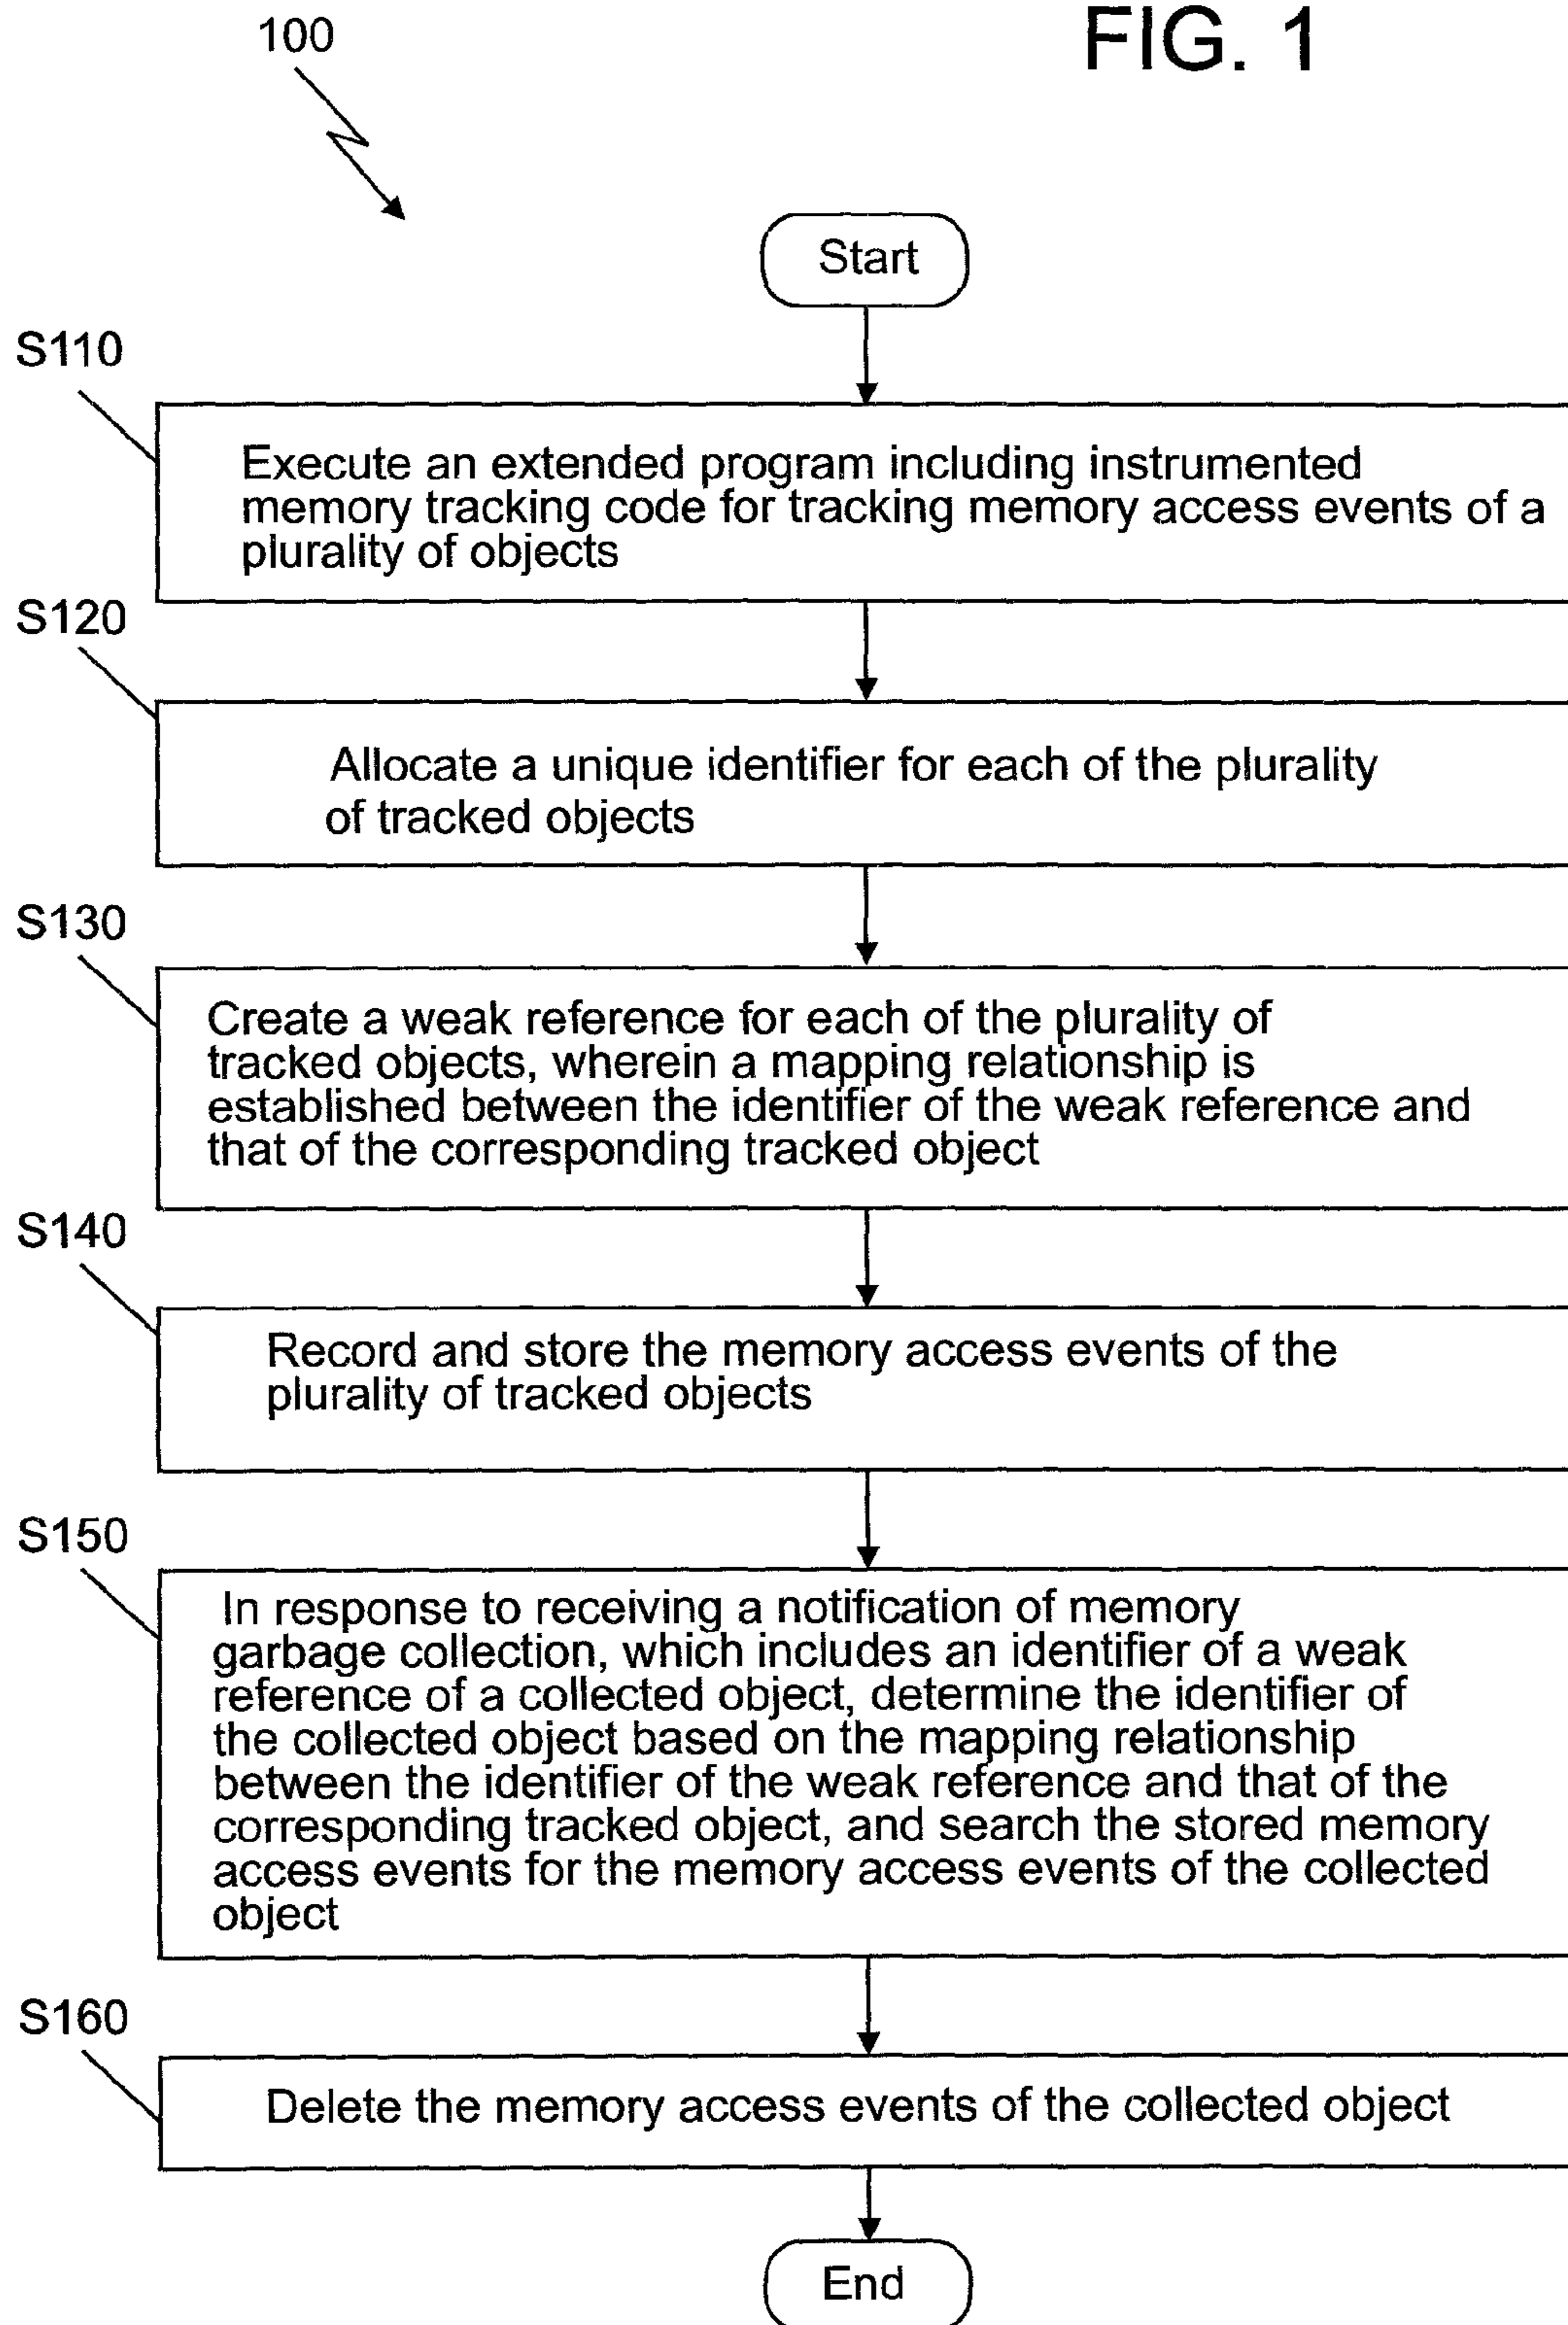 100
FIG. 1
Start
S110
Execute an extended program including instrumented
memory tracking code for tracking memory access events of a
plurality of objects
S120
Allocate a unique identifier for each of the plurality
of tracked objects
S130
Create a weak reference for each of the plurality of
tracked objects, wherein a mapping relationship is
established between the identifier of the weak reference and
that of the corresponding tracked object
S140
Record and store the memory access events of the
plurality of tracked objects
S150
In response to receiving a notification of memory
garbage collection, which includes an identifier of a weak
reference of a collected object, determine the identifier of
the collected object based on the mapping relationship
between the identifier of the weak reference and that of the
corresponding tracked object, and search the stored memory
access events for the memory access events of the collected
object
S160
Delete the memory access events of the collected object
End